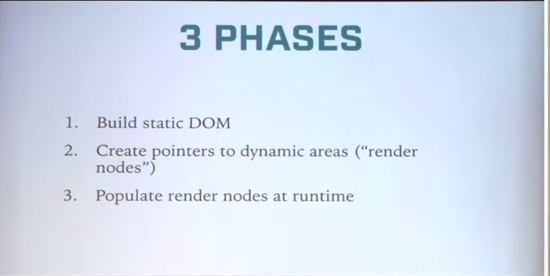 3 PHASES
1. Build static DOM
2. Create pointers to dynamic areas (“render
nodes”)
3. Populate render nodes at runtime